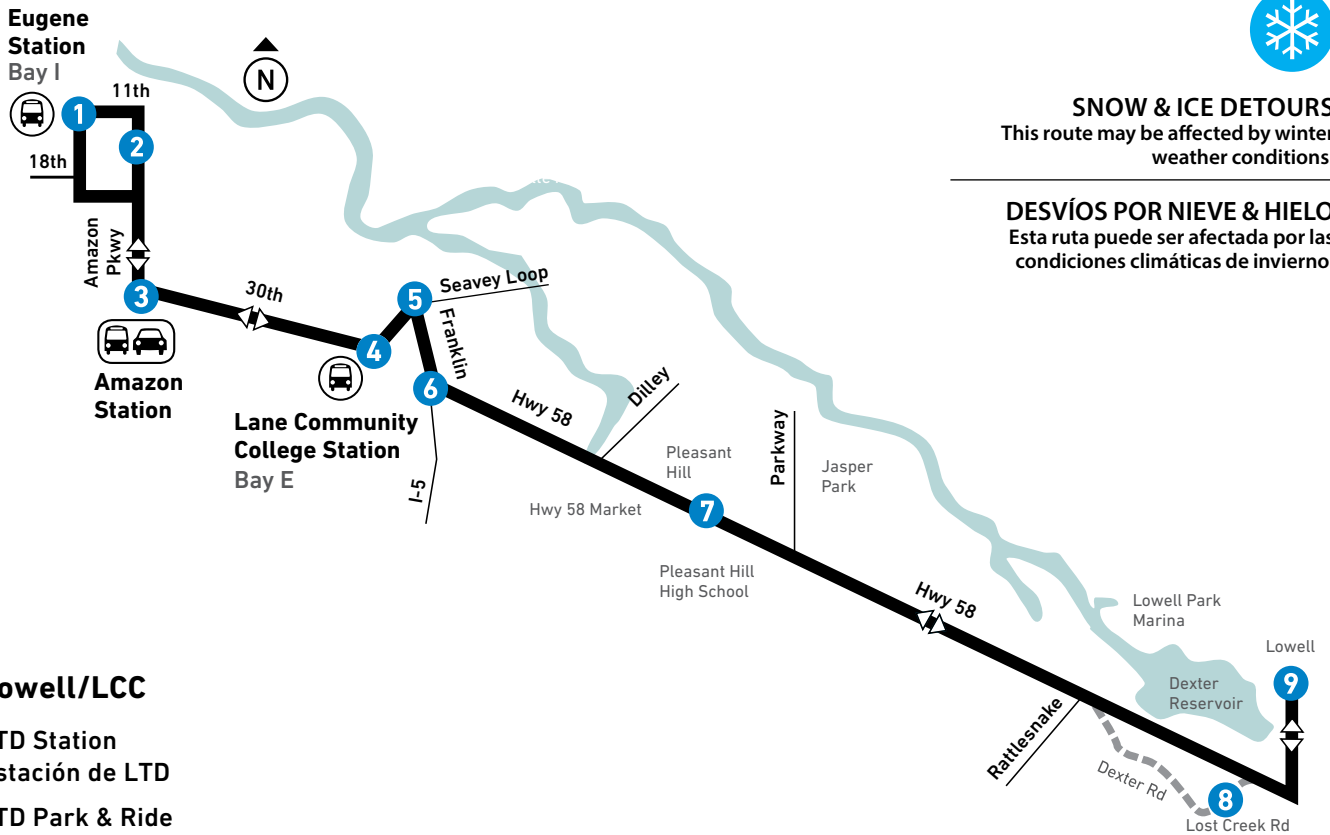 Eugene
Station
Bay I
N
11th
1
2
18th
Amazon
Pkwy
3
30th
Amazon
Station
4
5
Seavey Loop
Franklin
6
Lane Community
College Station
Bay E
I-5
Hwy 58
Dilley
Pleasant
Hill
Hwy 58 Market
7
Pleasant Hill
High School
Parkway
Jasper
Park
Hwy 58
Rattlesnake
Dexter Rd
8
Lost Creek Rd
Lowell Park
Marina
Dexter
Reservoir
Lowell
9
SNOW & ICE DETOURS
This route may be affected by winter
weather conditions
DESVÍOS POR NIEVE & HIELO
Esta ruta puede ser afectada por las
condiciones climáticas de invierno
owell/LCC
TD Station
stación de LTD
TD Park & Ride